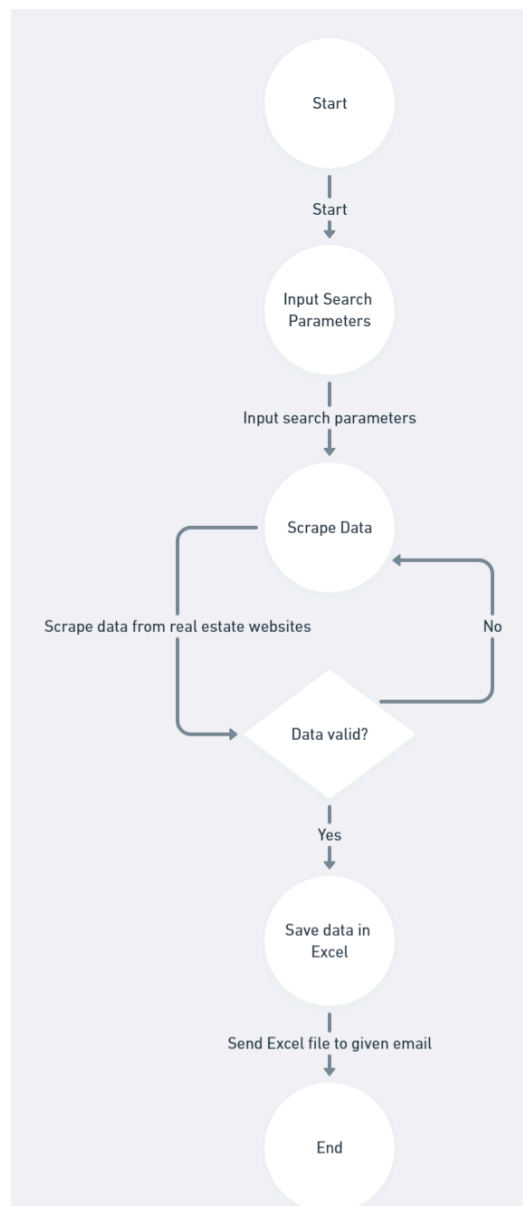 Start
Start
Input Search
Parameters
Input search parameters
Scrape Data
Scrape data from real estate websites
No
Data valid?
Yes
Save data in
Excel
Send Excel file to given email
End